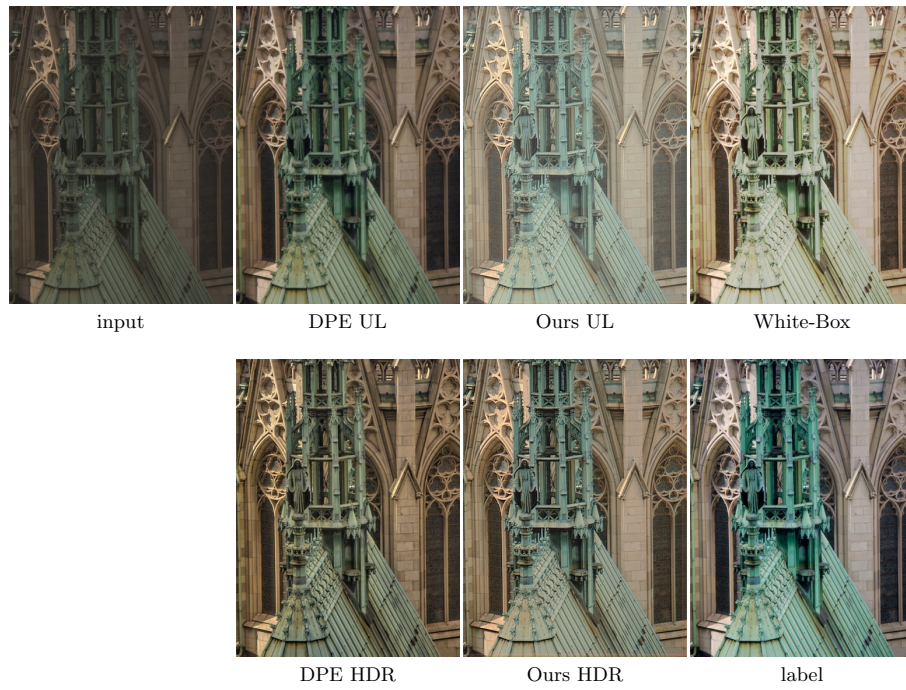 input
DPE UL
Ours UL
White-Box
DPE HDR
Ours HDR
label